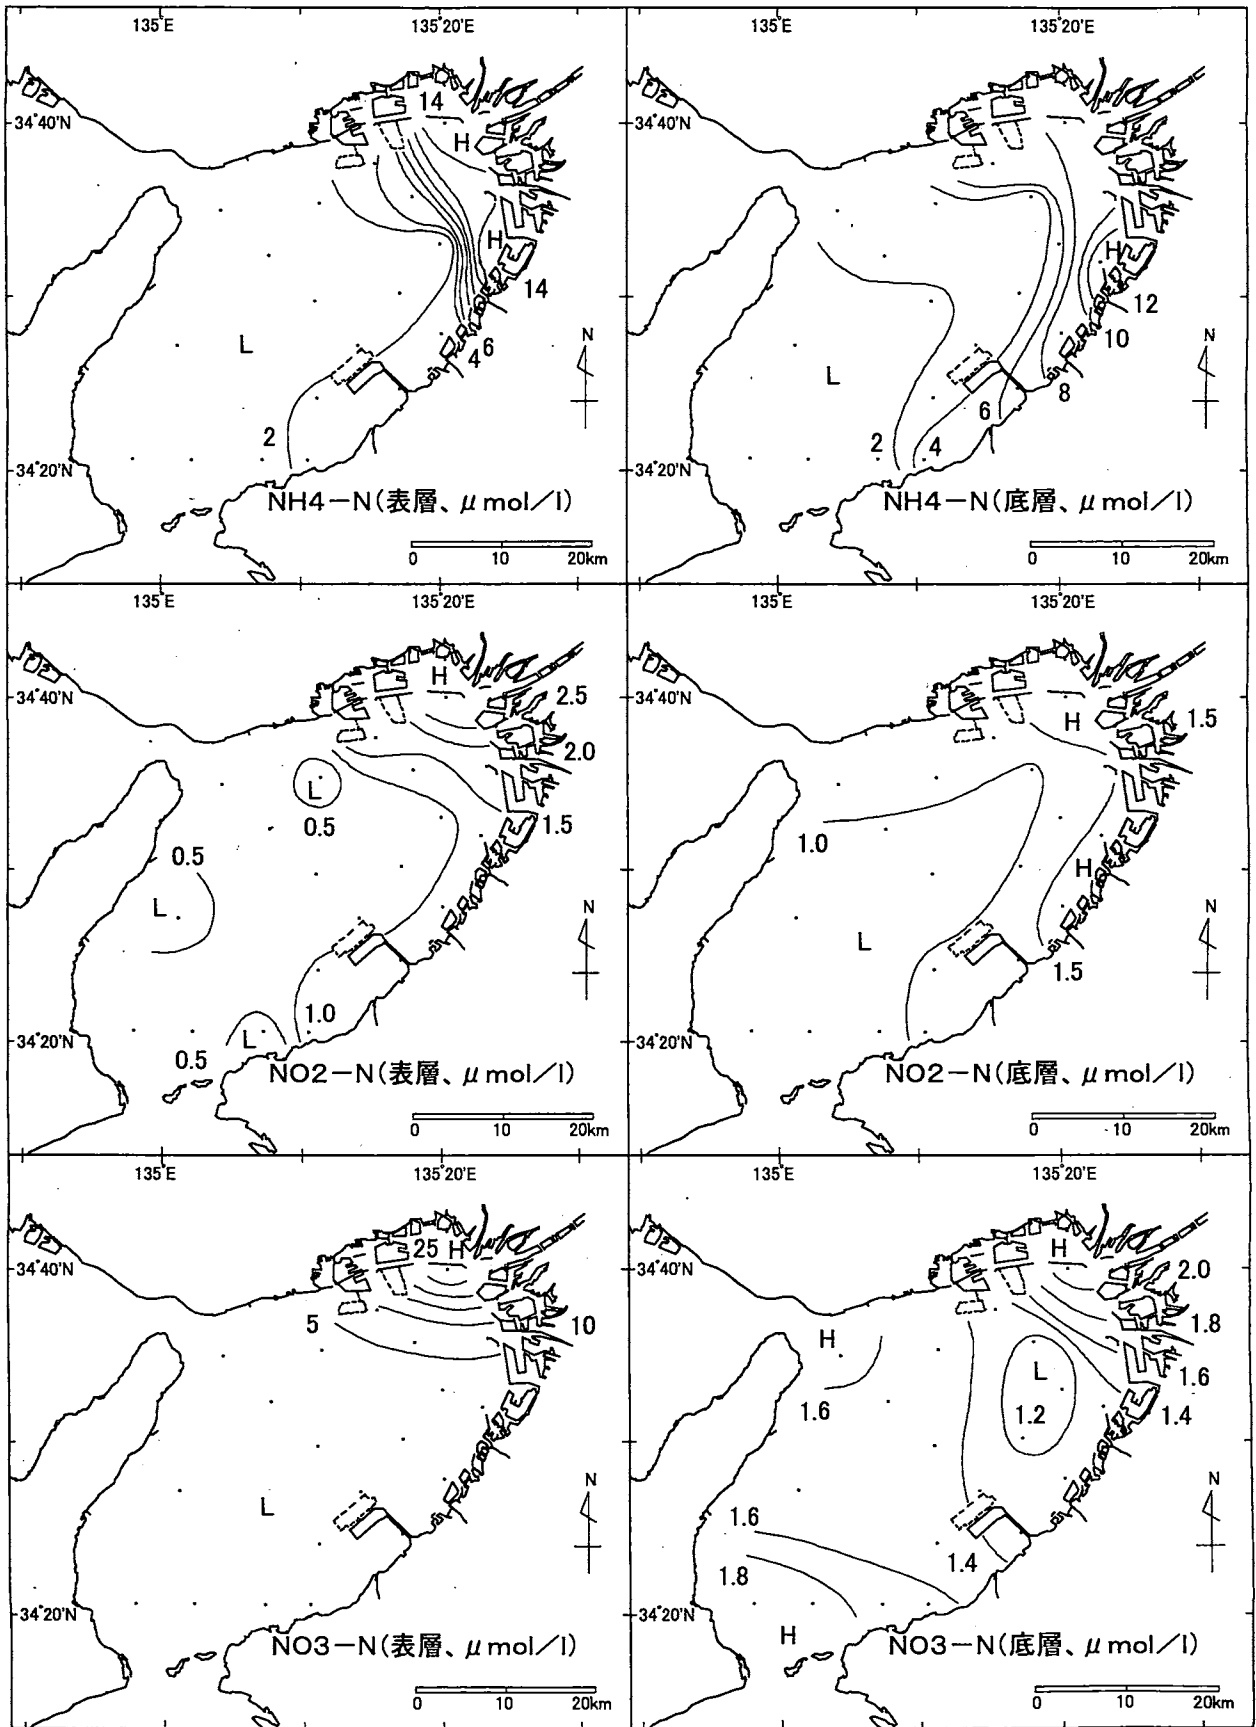 135°E 135°20'E
34°40'N
14
H
H
14
L
N
4 6
2
34°20'N
NH4-N(表層、μmol/l)
0 10 20km
135°E 135°20'E
34°40'N
H
12
10
L
N
8
6
2 4
34°20'N
NH4-N(底層、μmol/l)
0 10 20km
135°E 135°20'E
H
34°40'N
2.5
2.0
L
0.5
1.5
0.5
L
N
1.0
L
34°20'N
0.5
NO2-N(表層、μmol/l)
0 10 20km
135°E 135°20'E
34°40'N
H
1.5
1.0
H
L
N
1.5
34°20'N
NO2-N(底層、μmol/l)
0 10 20km
135°E 135°20'E
25 H
34°40'N
5
10
L
N
34°20'N
NO3-N(表層、μmol/l)
0 10 20km
135°E 135°20'E
H
34°40'N
2.0
1.8
H
L
1.6
1.6
1.2
1.4
N
1.6
1.4
1.8
34°20'N
H
NO3-N(底層、μmol/l)
0 10 20km